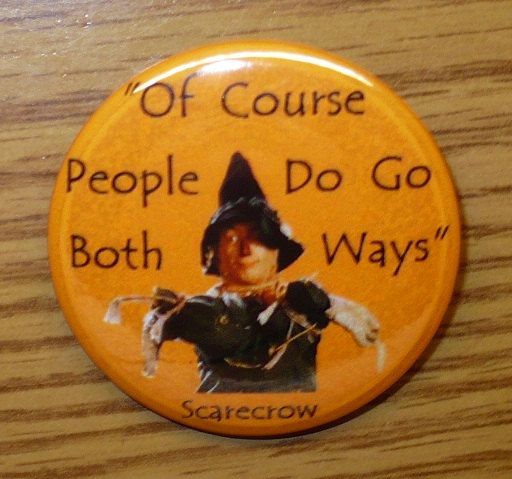 "Of Course
People Do Go
Both Ways"
Scarecrow